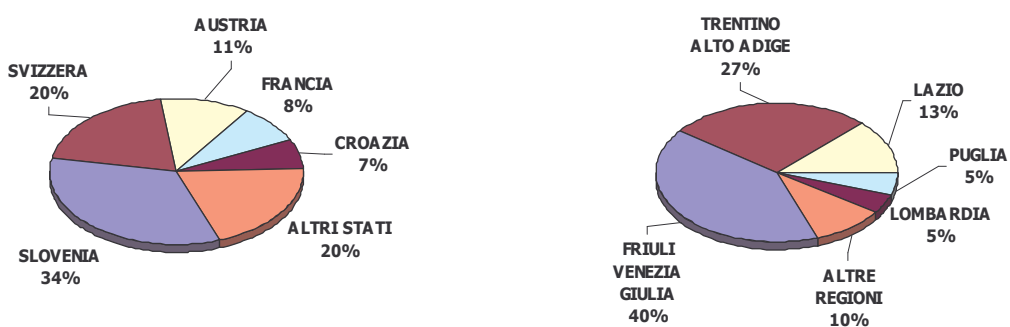 AUSTRIA
11%
SVIZZERA
20%
FRANCIA
8%
CROAZIA
7%
ALTRI STATI
20%
SLOVENIA
34%
TRENTINO
ALTO ADIGE
27%
LAZIO
13%
PUGLIA
5%
LOMBARDIA
5%
ALTRE
REGIONI
10%
FRIULI
VENEZIA
GIULIA
40%